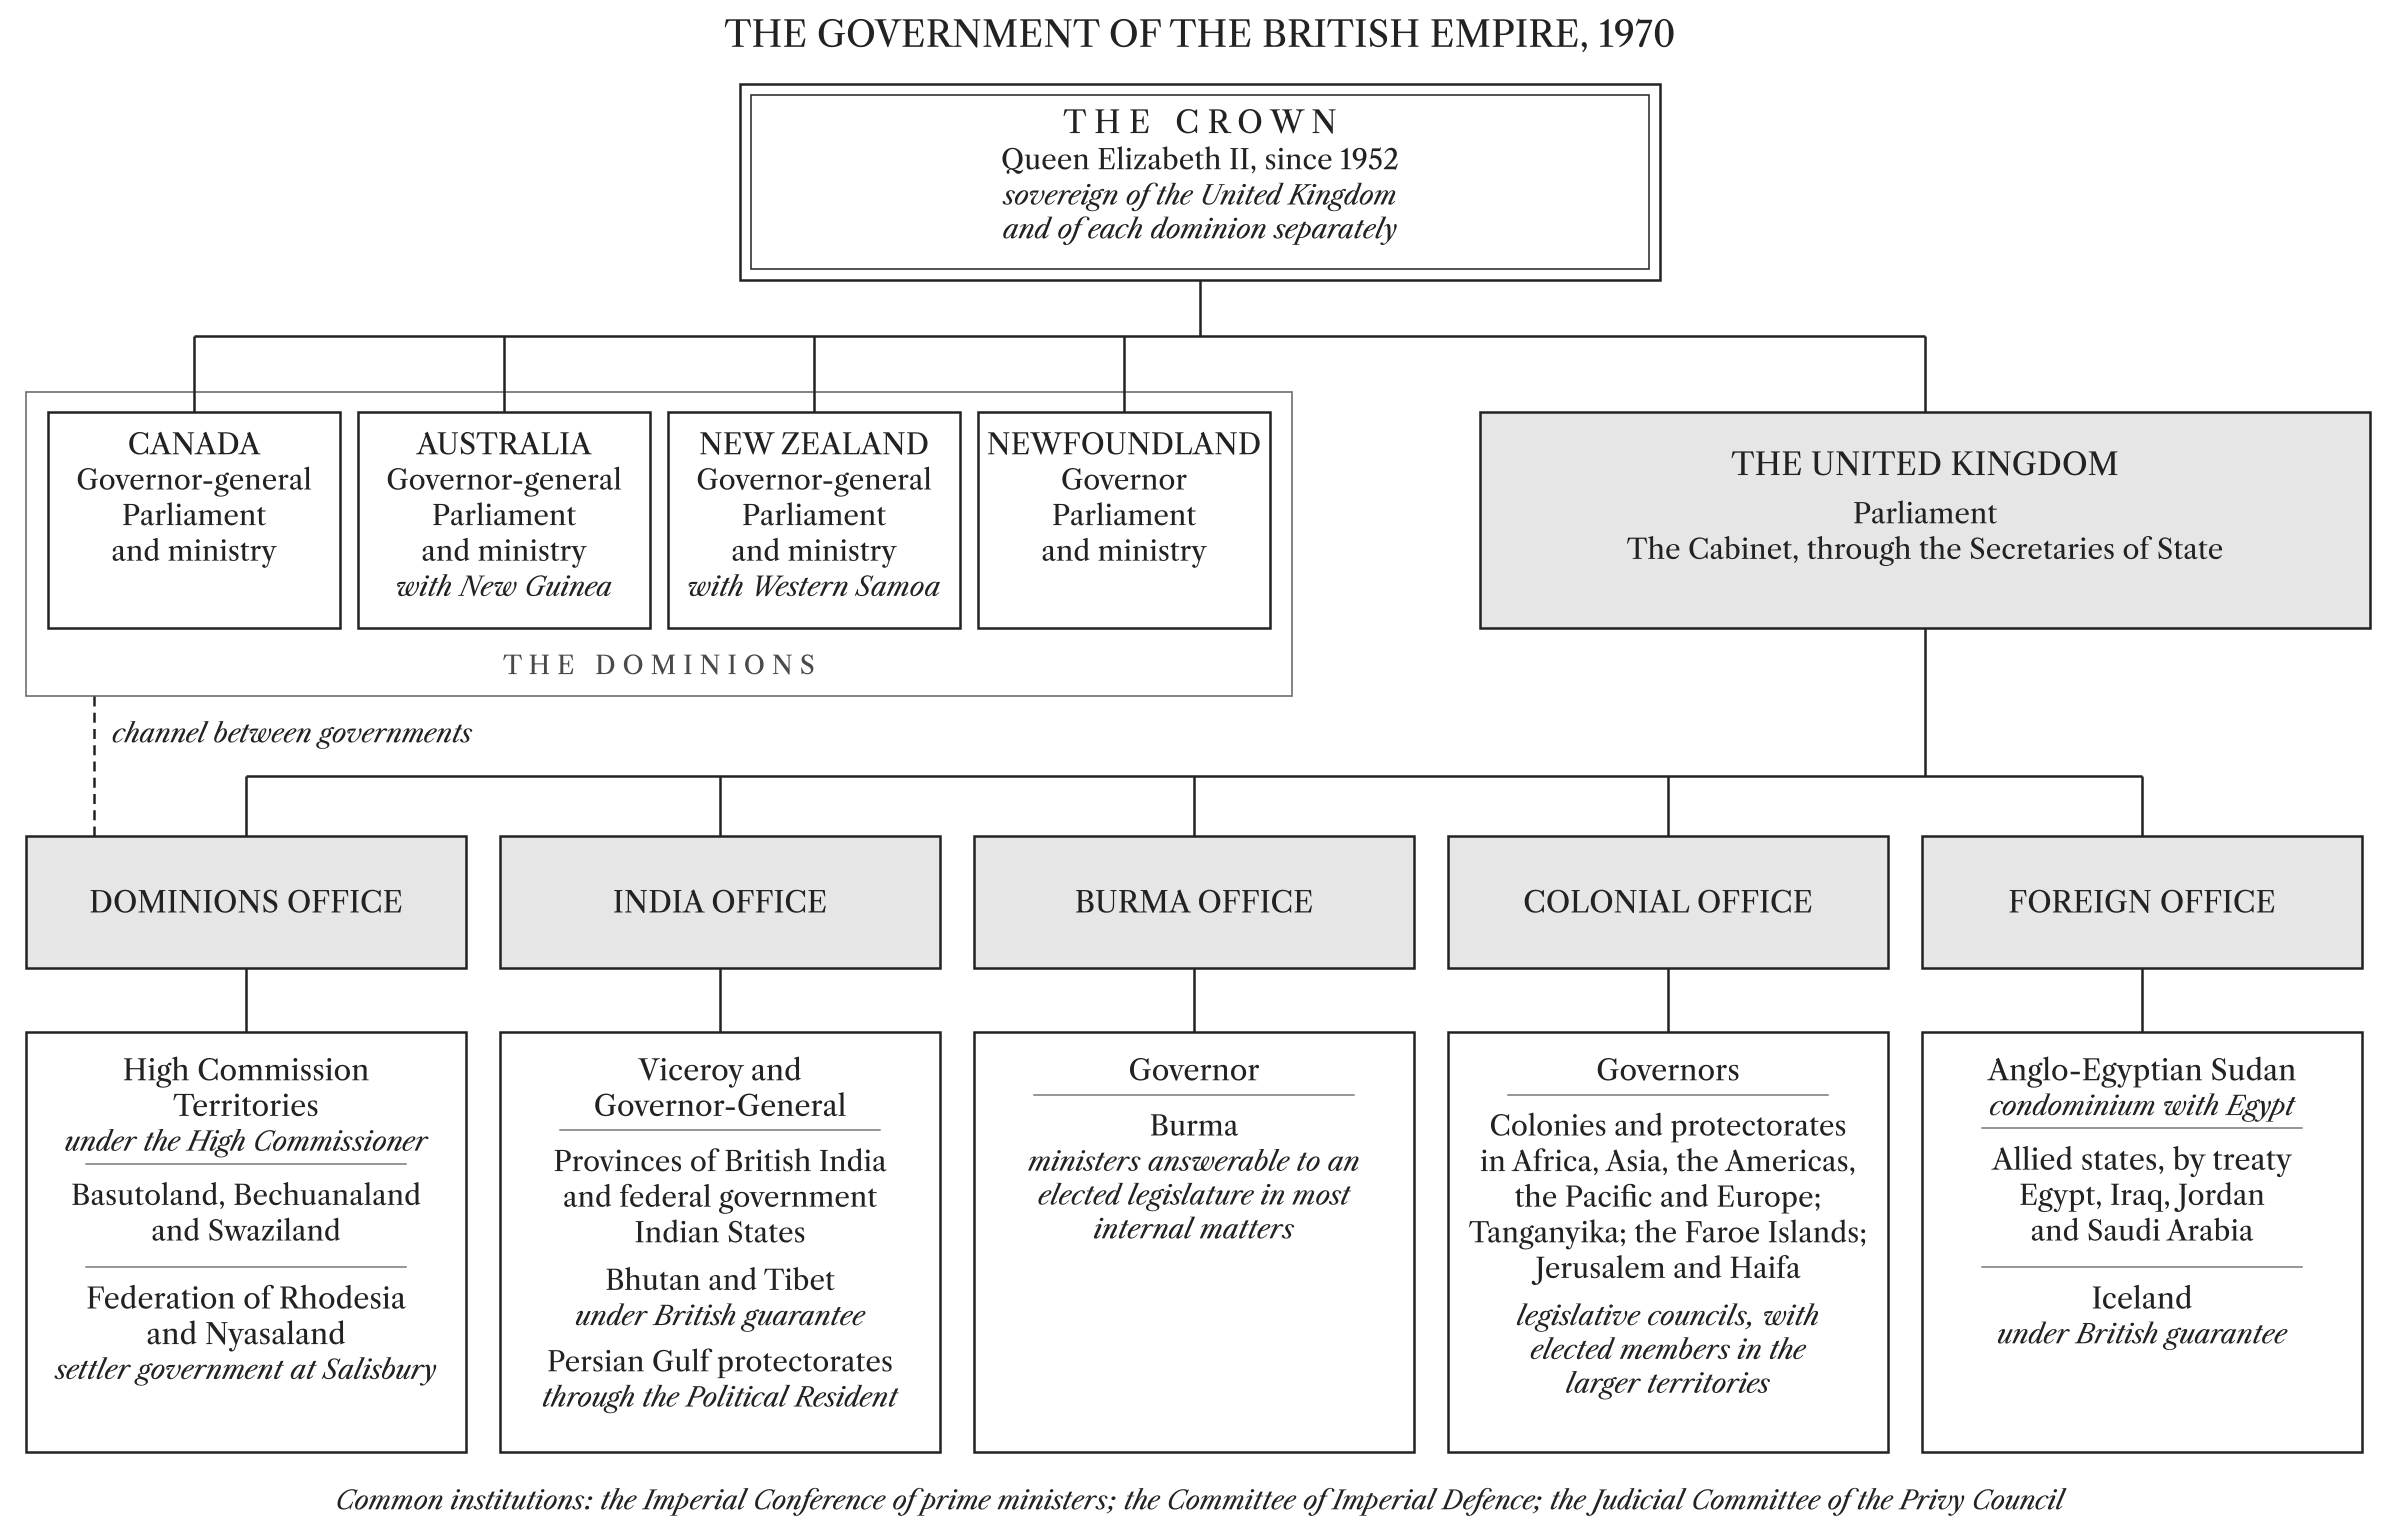 THE GOVERNMENT OF THE BRITISH EMPIRE, 1970
THE CROWN
Queen Elizabeth II, since 1952
sovereign of the United Kingdom
and of each dominion separately
CANADA
Governor-general
Parliament
and ministry
AUSTRALIA
Governor-general
Parliament
and ministry
with New Guinea
NEW ZEALAND
Governor-general
Parliament
and ministry
with Western Samoa
NEWFOUNDLAND
Governor
Parliament
and ministry
THE DOMINIONS
THE UNITED KINGDOM
Parliament
The Cabinet, through the Secretaries of State
channel between governments
DOMINIONS OFFICE
INDIA OFFICE
BURMA OFFICE
COLONIAL OFFICE
FOREIGN OFFICE
High Commission
Territories
under the High Commissioner
Basutoland, Bechuanaland
and Swaziland
Federation of Rhodesia
and Nyasaland
settler government at Salisbury
Viceroy and
Governor-General
Provinces of British India
and federal government
Indian States
Bhutan and Tibet
under British guarantee
Persian Gulf protectorates
through the Political Resident
Governor
Burma
ministers answerable to an
elected legislature in most
internal matters
Governors
Colonies and protectorates
in Africa, Asia, the Americas,
the Pacific and Europe;
Tanganyika; the Faroe Islands;
Jerusalem and Haifa
legislative councils, with
elected members in the
larger territories
Anglo-Egyptian Sudan
condominium with Egypt
Allied states, by treaty
Egypt, Iraq, Jordan
and Saudi Arabia
Iceland
under British guarantee
Common institutions: the Imperial Conference of prime ministers; the Committee of Imperial Defence; the Judicial Committee of the Privy Council